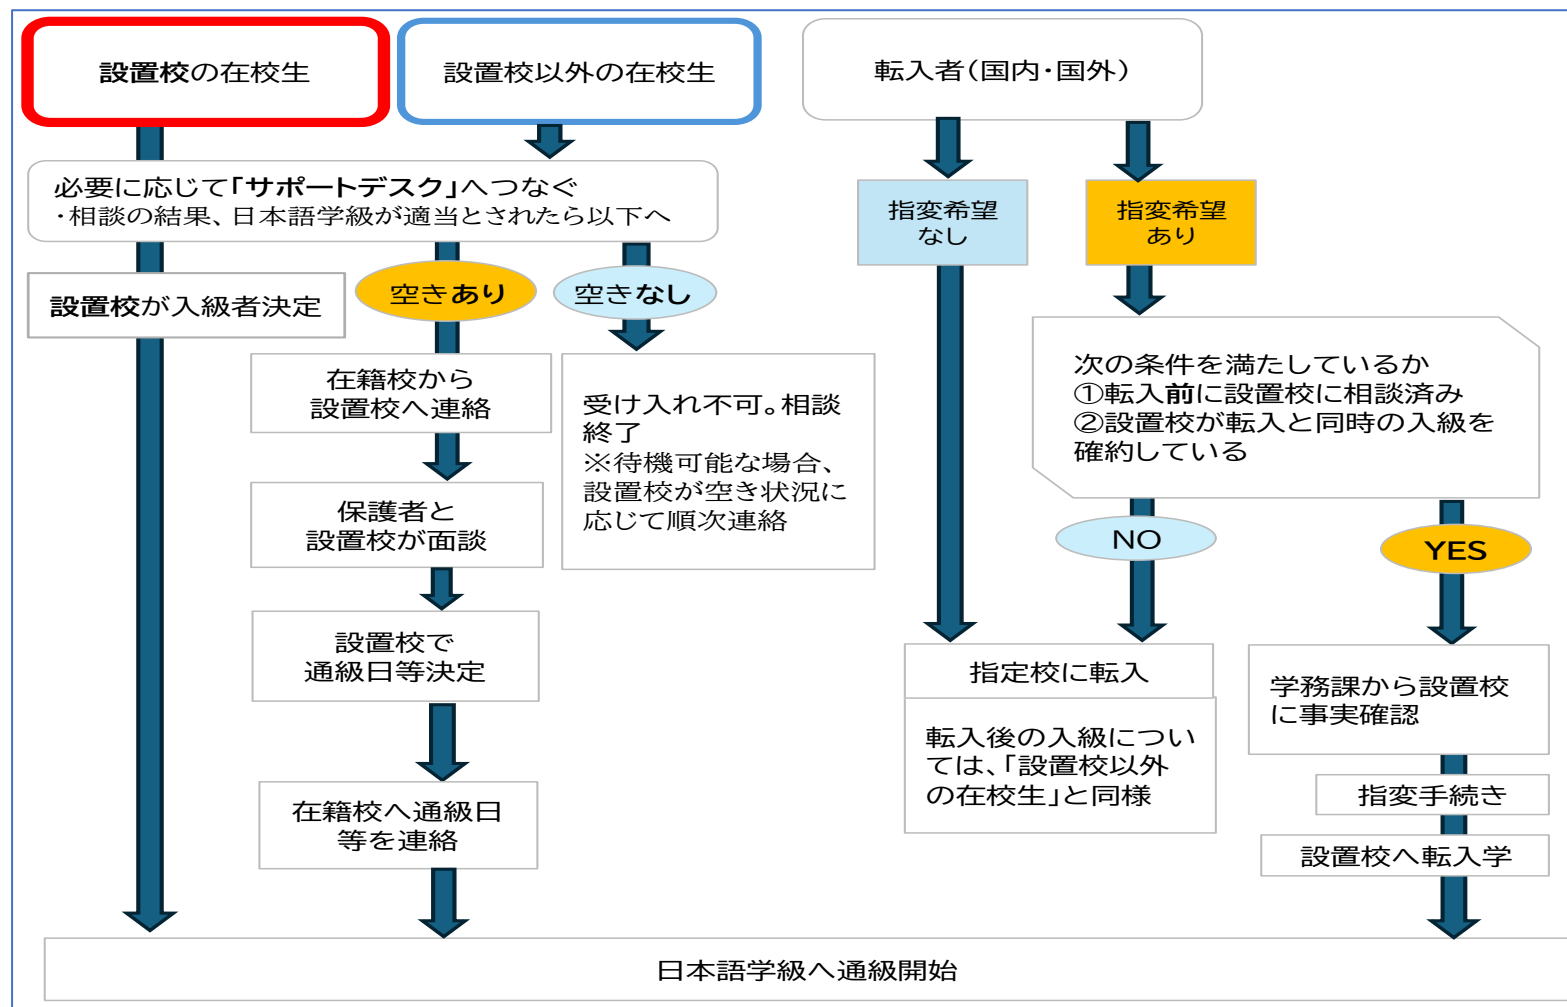 設置校の在校生
設置校以外の在校生
転入者(国内・国外)
必要に応じて「サポートデスク」へつなぐ
・相談の結果、日本語学級が適当とされたら以下へ
指変希望
なし
指変希望
あり
設置校が入級者決定
空きあり
空きなし
在籍校から
設置校へ連絡
受け入れ不可。相談
終了
※待機可能な場合、
設置校が空き状況に
応じて順次連絡
次の条件を満たしているか
①転入前に設置校に相談済み
②設置校が転入と同時の入級を
確約している
保護者と
設置校が面談
NO
YES
設置校で
通級日等決定
指定校に転入
転入後の入級につい
ては、「設置校以外
の在校生」と同様
学務課から設置校
に事実確認
在籍校へ通級日
等を連絡
指変手続き
設置校へ転入学
日本語学級へ通級開始